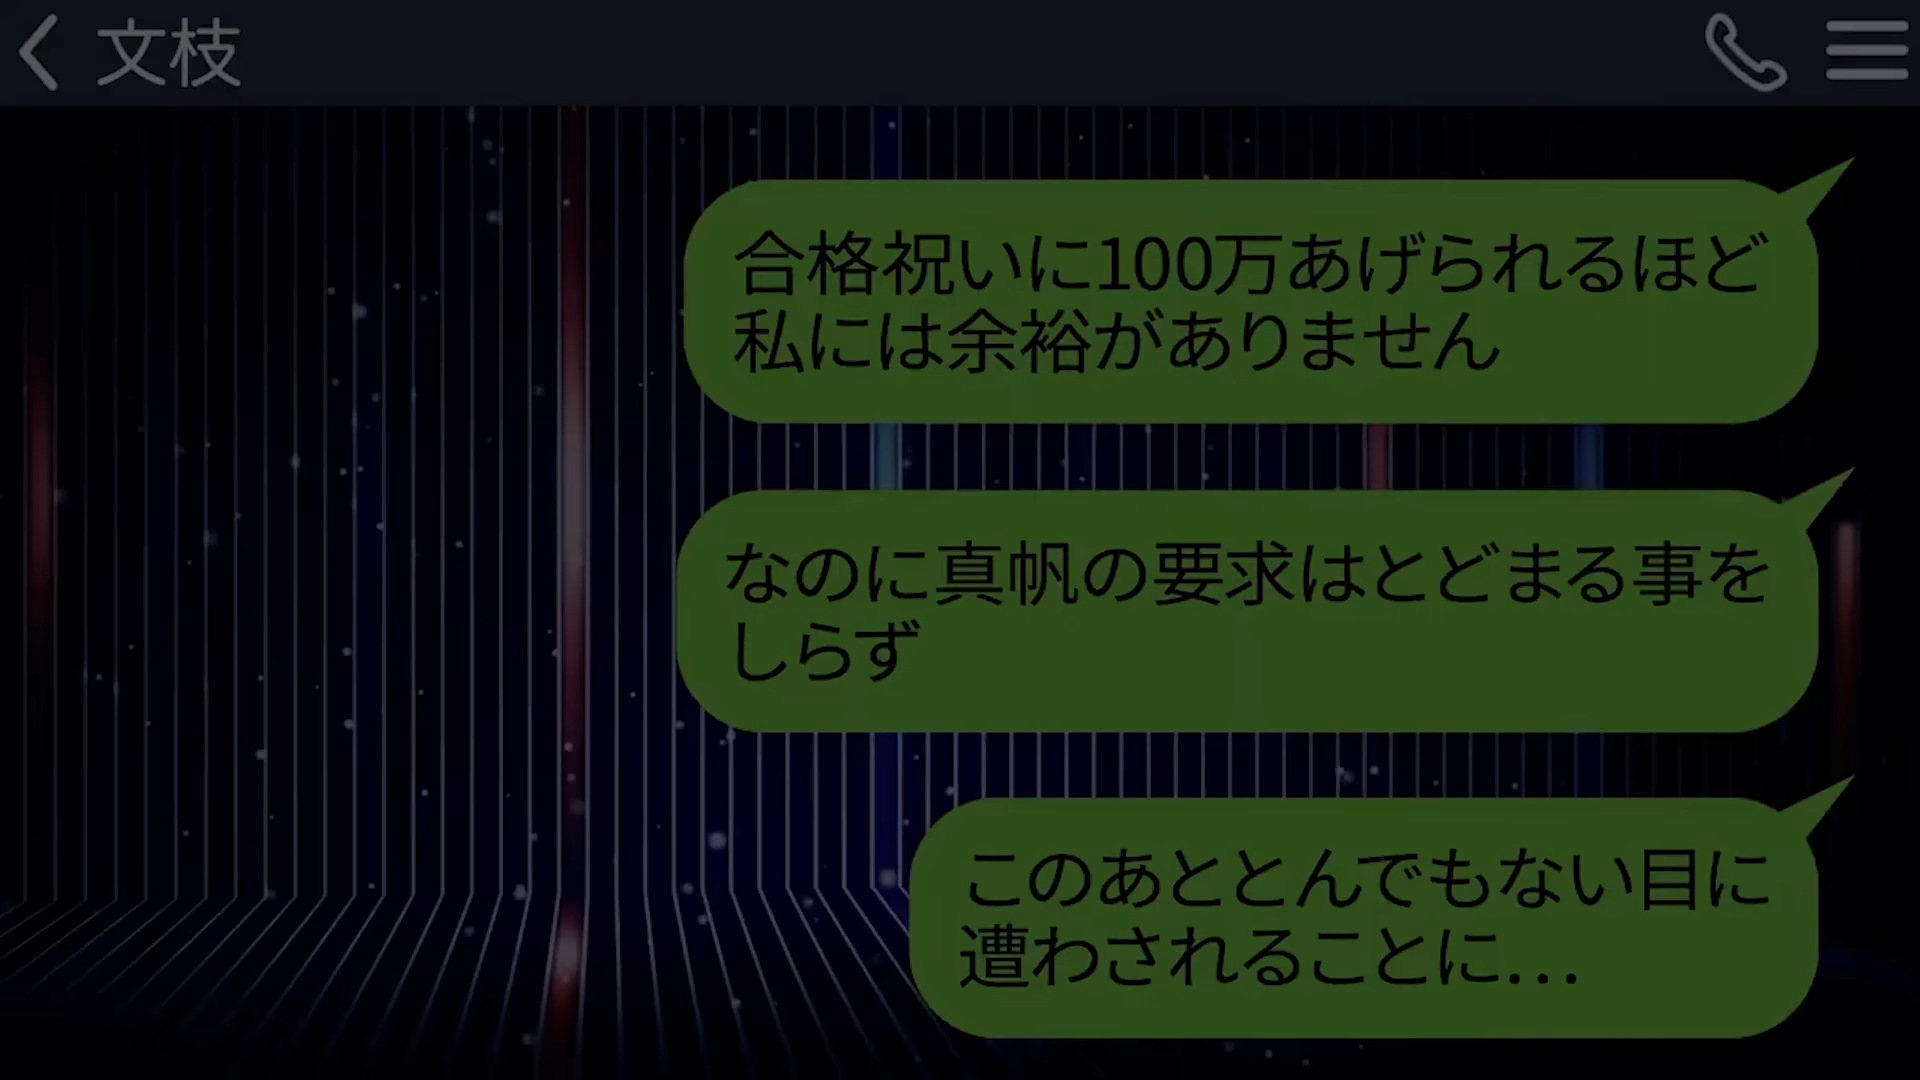 文枝
合格祝いに100万あげられるほど
私には余裕がありません
なのに真帆の要求はとどまる事を
しらず
このあととんでもない目に
遭わされることに...